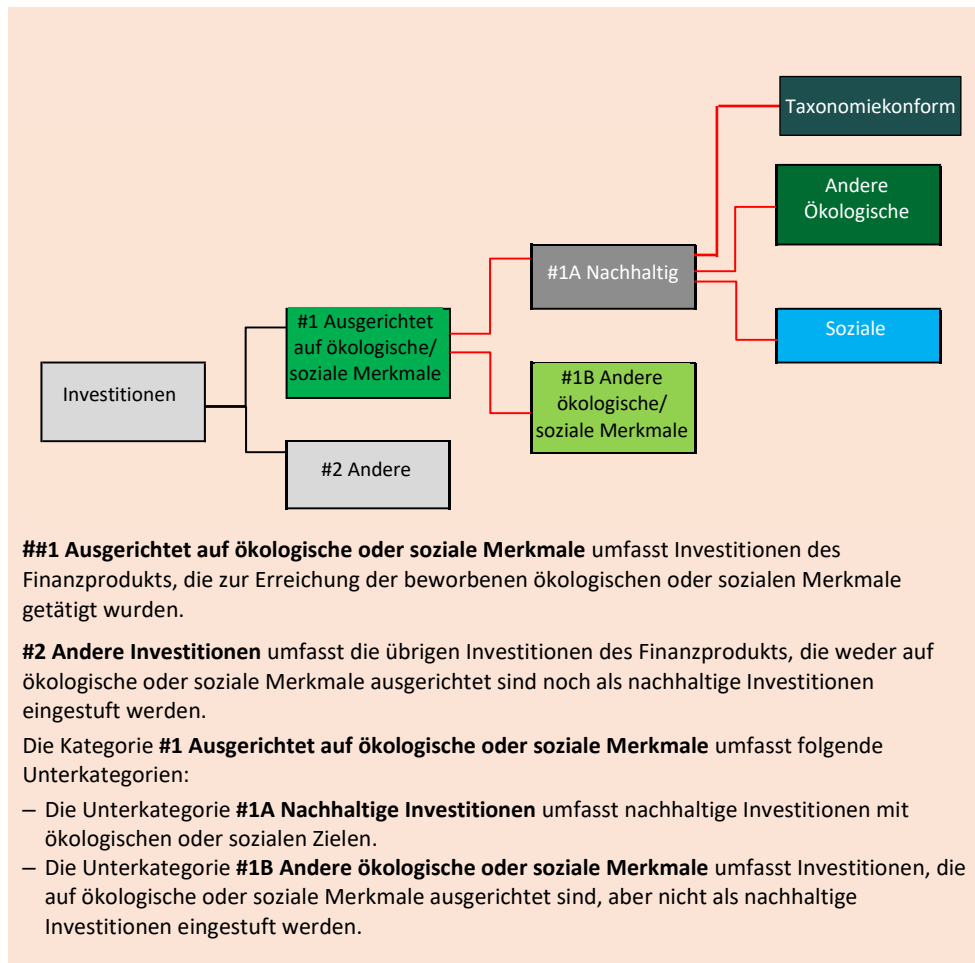 Taxonomiekonform
Andere
Ökologische
#1A Nachhaltig
#1 Ausgerichtet
auf ökologische/
soziale Merkmale
Soziale
Investitionen
#1B Andere
ökologische/
soziale Merkmale
#2 Andere
##1 Ausgerichtet auf ökologische oder soziale Merkmale umfasst Investitionen des
Finanzprodukts, die zur Erreichung der beworbenen ökologischen oder sozialen Merkmale
getätigt wurden.
#2 Andere Investitionen umfasst die übrigen Investitionen des Finanzprodukts, die weder auf
ökologische oder soziale Merkmale ausgerichtet sind noch als nachhaltige Investitionen
eingestuft werden.
Die Kategorie #1 Ausgerichtet auf ökologische oder soziale Merkmale umfasst folgende
Unterkategorien:
– Die Unterkategorie #1A Nachhaltige Investitionen umfasst nachhaltige Investitionen mit
ökologischen oder sozialen Zielen.
– Die Unterkategorie #1B Andere ökologische oder soziale Merkmale umfasst Investitionen, die
auf ökologische oder soziale Merkmale ausgerichtet sind, aber nicht als nachhaltige
Investitionen eingestuft werden.